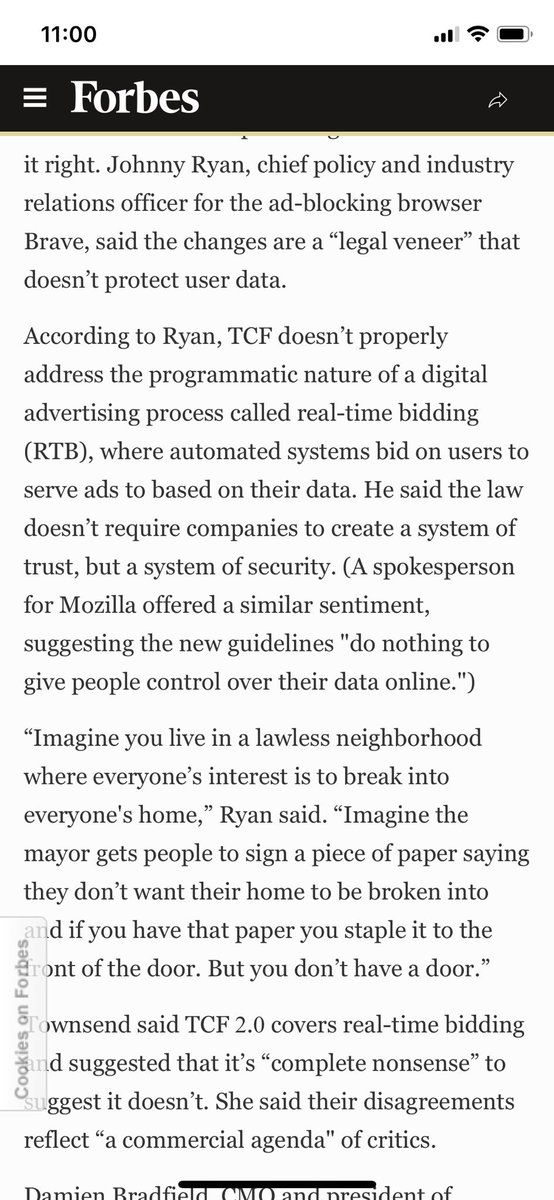 11:00
Forbes
it right. Johnny Ryan, chief policy and industry
relations officer for the ad-blocking browser
Brave, said the changes are a “legal veneer” that
doesn’t protect user data.
According to Ryan, TCF doesn’t properly
address the programmatic nature of a digital
advertising process called real-time bidding
(RTB), where automated systems bid on users to
serve ads to based on their data. He said the law
doesn’t require companies to create a system of
trust, but a system of security. (A spokesperson
for Mozilla offered a similar sentiment,
suggesting the new guidelines "do nothing to
give people control over their data online.")
“Imagine you live in a lawless neighborhood
where everyone’s interest is to break into
everyone's home,” Ryan said. “Imagine the
mayor gets people to sign a piece of paper saying
they don’t want their home to be broken into
and if you have that paper you staple it to the
front of the door. But you don’t have a door.”
Townsend said TCF 2.0 covers real-time bidding
and suggested that it’s “complete nonsense” to
suggest it doesn’t. She said their disagreements
reflect “a commercial agenda" of critics.
Damien Bradfield, CMO and president of
Cookies on Forbes